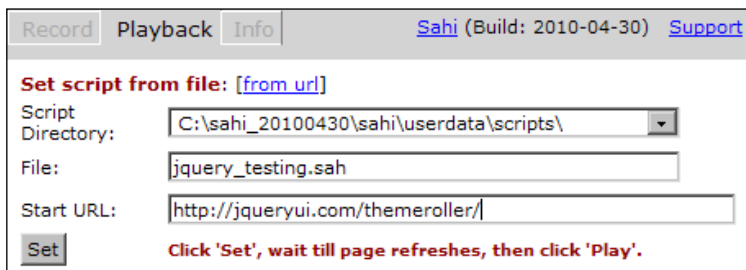 Record Playback Info Sahi (Build: 2010-04-30) Support
Set script from file: [from url]
Script Directory: C:\sahi_20100430\sahi\userdata\scripts\
File: jquery_testing.sah
Start URL: http://jqueryui.com/themeroller/
Set Click 'Set', wait till page refreshes, then click 'Play'.